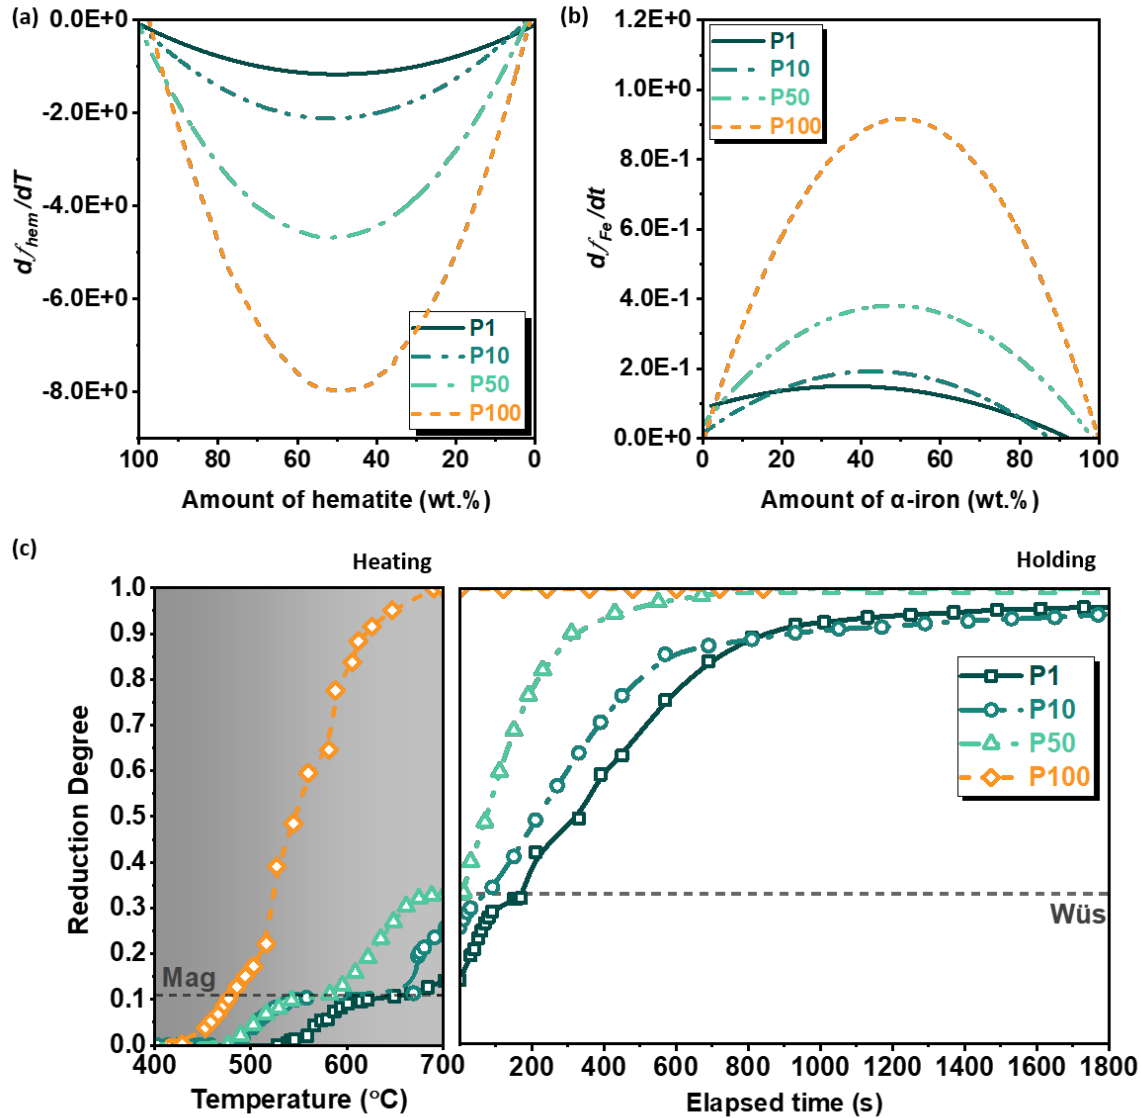 (a)
0.0E+0
-2.0E+0
-4.0E+0
-6.0E+0
-8.0E+0
df_hem/dT
P1
P10
P50
P100
100 80 60 40 20 0
Amount of hematite (wt.%)
(b)
1.2E+0
1.0E+0
8.0E-1
6.0E-1
4.0E-1
2.0E-1
0.0E+0
df_Fe/dt
P1
P10
P50
P100
0 20 40 60 80 100
Amount of α-iron (wt.%)
(c)
Heating
Holding
1.0
0.9
0.8
0.7
0.6
0.5
0.4
0.3
0.2
0.1
0.0
Reduction Degree
Mag
400 500 600 700
Temperature (°C)
P1
P10
P50
P100
Wüs
200 400 600 800 1000 1200 1400 1600 1800
Elapsed time (s)